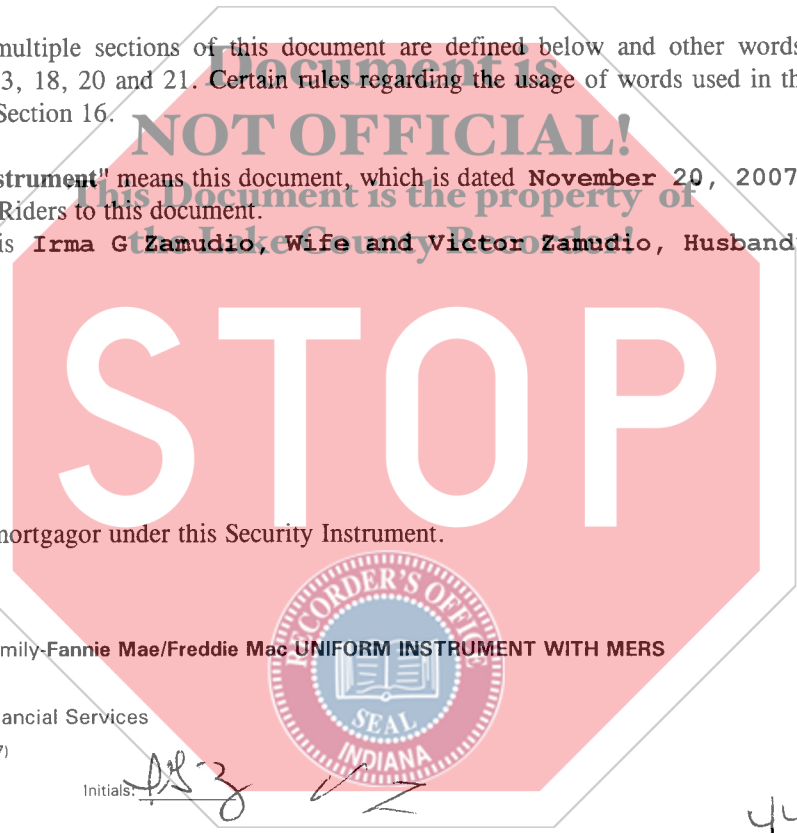 multiple sections of this document are defined below and other words
Document is
3, 18, 20 and 21. Certain rules regarding the usage of words used in th
Section 16.
NOT OFFICIAL!
strument" means this document, which is dated November 20, 2007
This Document is the property of
Riders to this document.
is Irma G Zamudio, Wife and Victor Zamudio, Husband
the Lake County Recorder!
STOP
mortgagor under this Security Instrument.
RECORDER'S OFFICE
mily-Fannie Mae/Freddie Mac UNIFORM INSTRUMENT WITH MERS
ancial Services
SEAL
7)
INDIANA
Initials: IGZ VZ